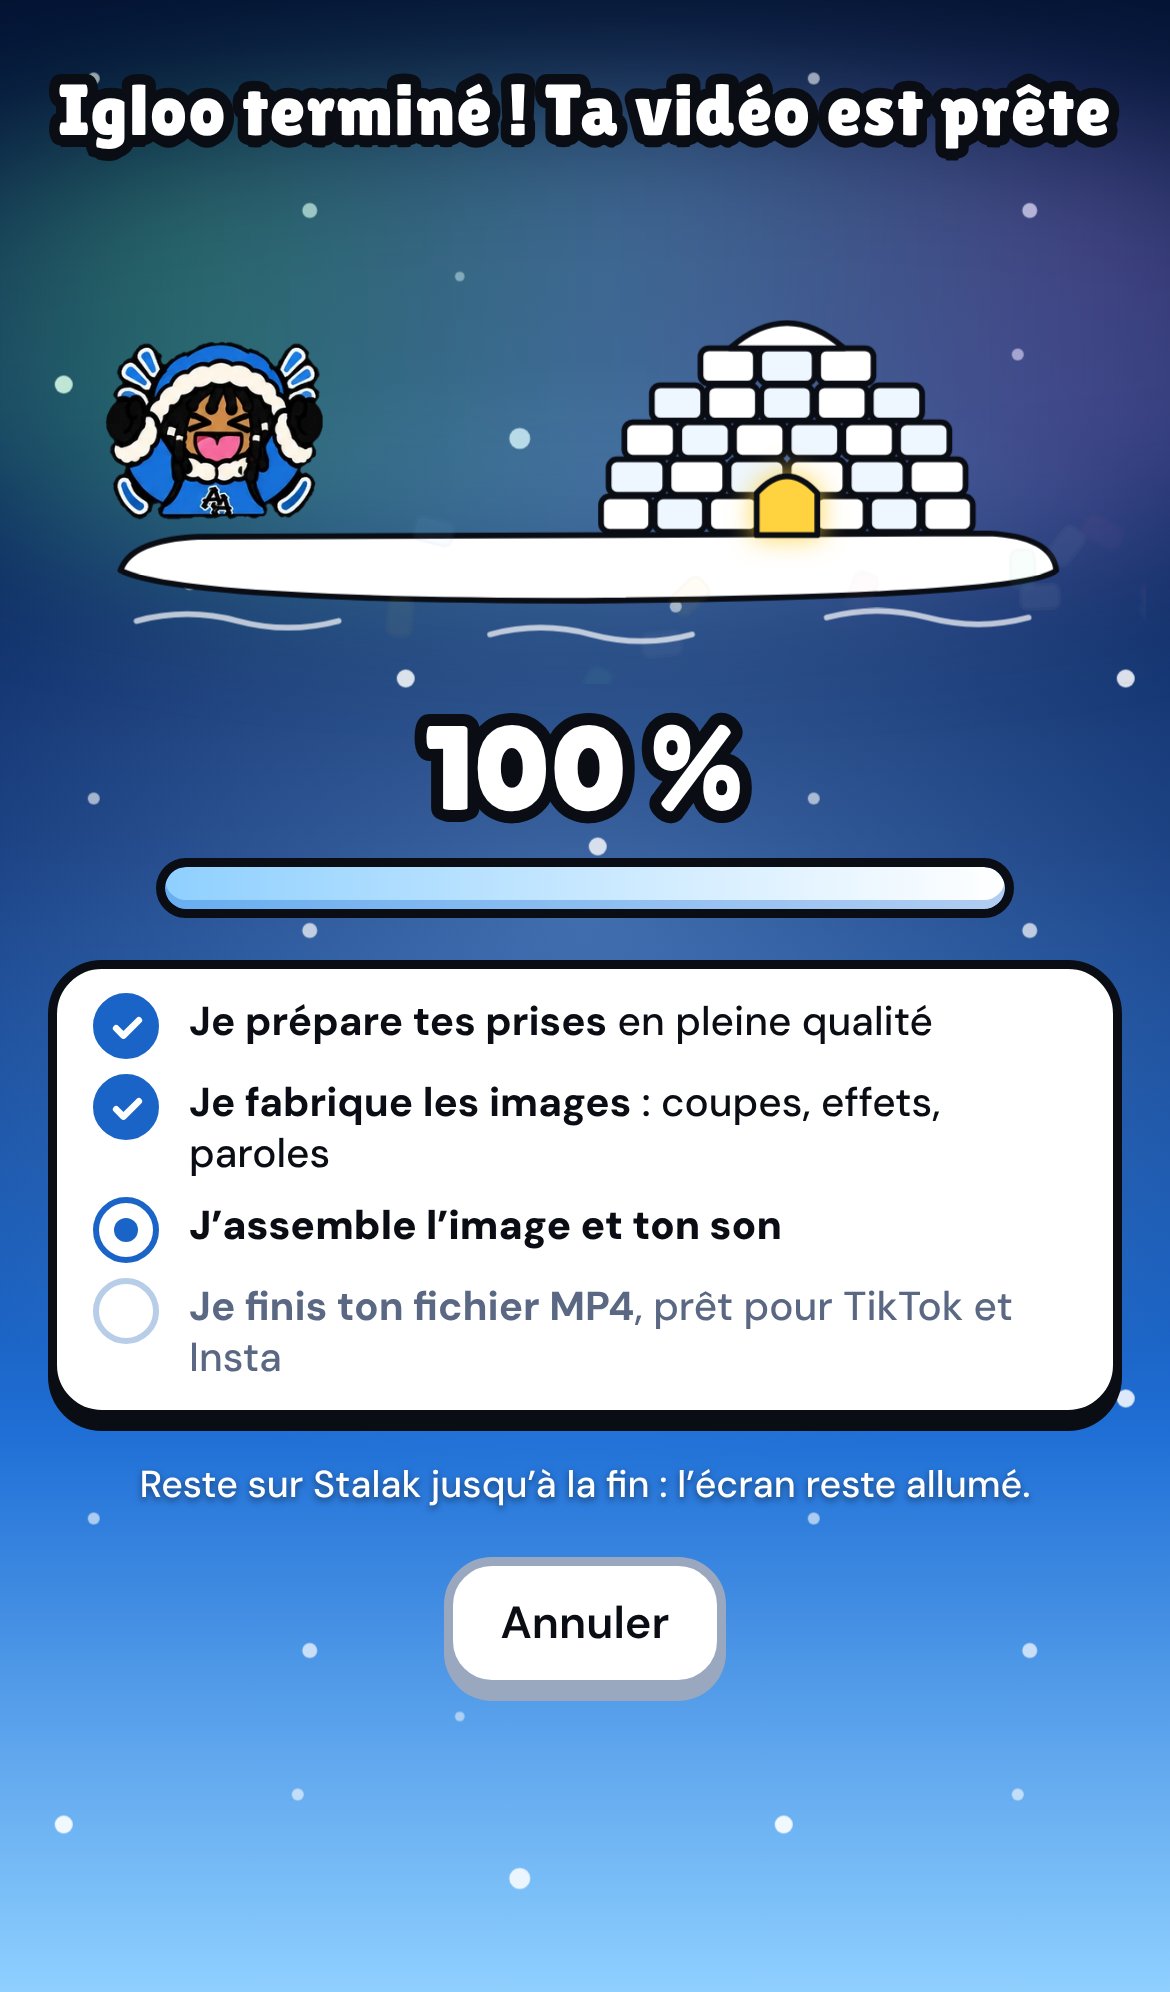 Igloo terminé ! Ta vidéo est prête
AA
100 %
Je prépare tes prises en pleine qualité
Je fabrique les images : coupes, effets,
paroles
J’assemble l’image et ton son
Je finis ton fichier MP4, prêt pour TikTok et
Insta
Reste sur Stalak jusqu’à la fin : l’écran reste allumé.
Annuler